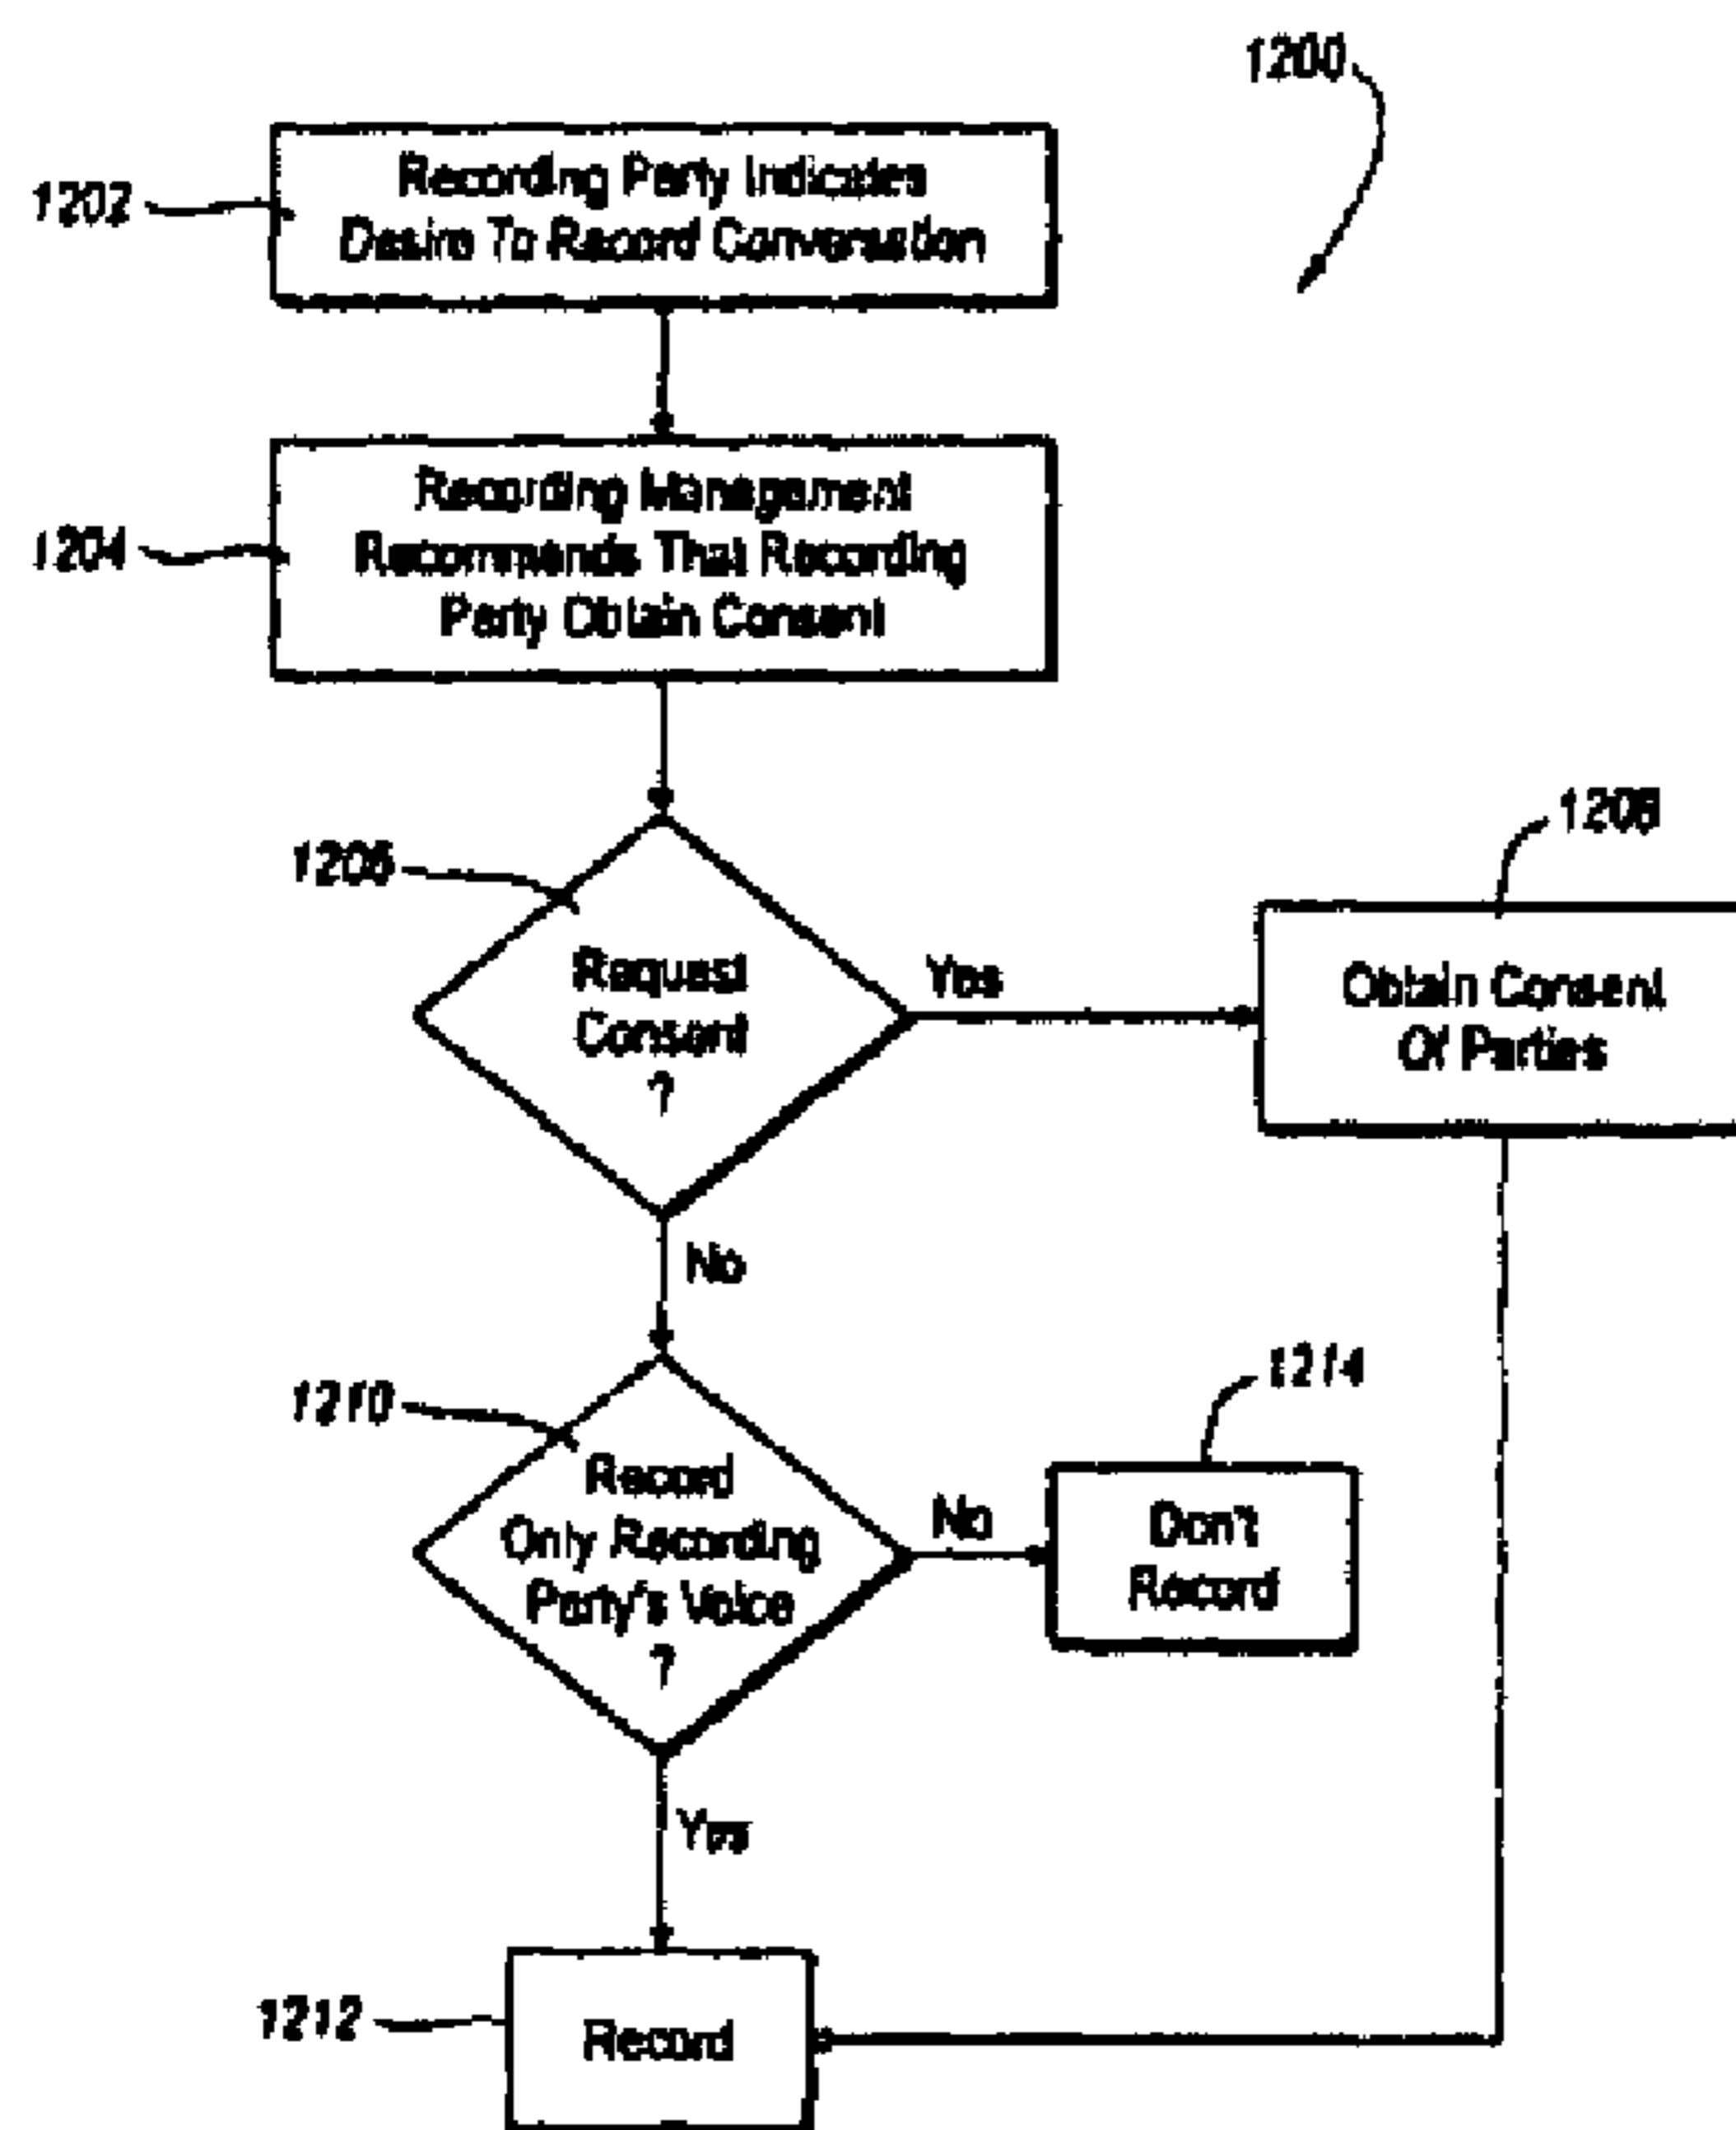 1200
1202
Recording Party Indicates
Desire To Record Conversation
1204
Recording Management
Recommends That Recording
Party Obtain Consent
1206
Request
Consent
?
Yes
1208
Obtain Consent
Of Parties
No
1210
Record
Only Recording
Party's Voice
?
No
1214
Don't
Record
Yes
1212
Record